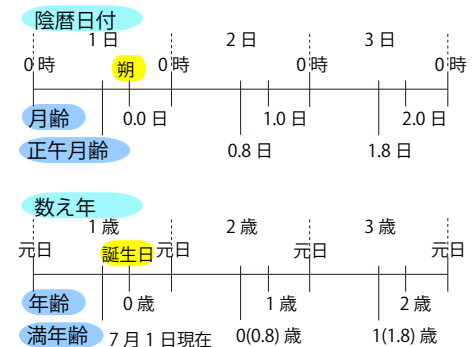 陰暦日付
1日 2日 3日
0時 朔 0時 0時 0時
月齢 0.0日 1.0日 2.0日
正午月齢 0.8日 1.8日
数え年
1歳 2歳 3歳
元日 誕生日 元日 元日 元日
年齢 0歳 1歳 2歳
満年齢 7月1日現在 0(0.8)歳 1(1.8)歳